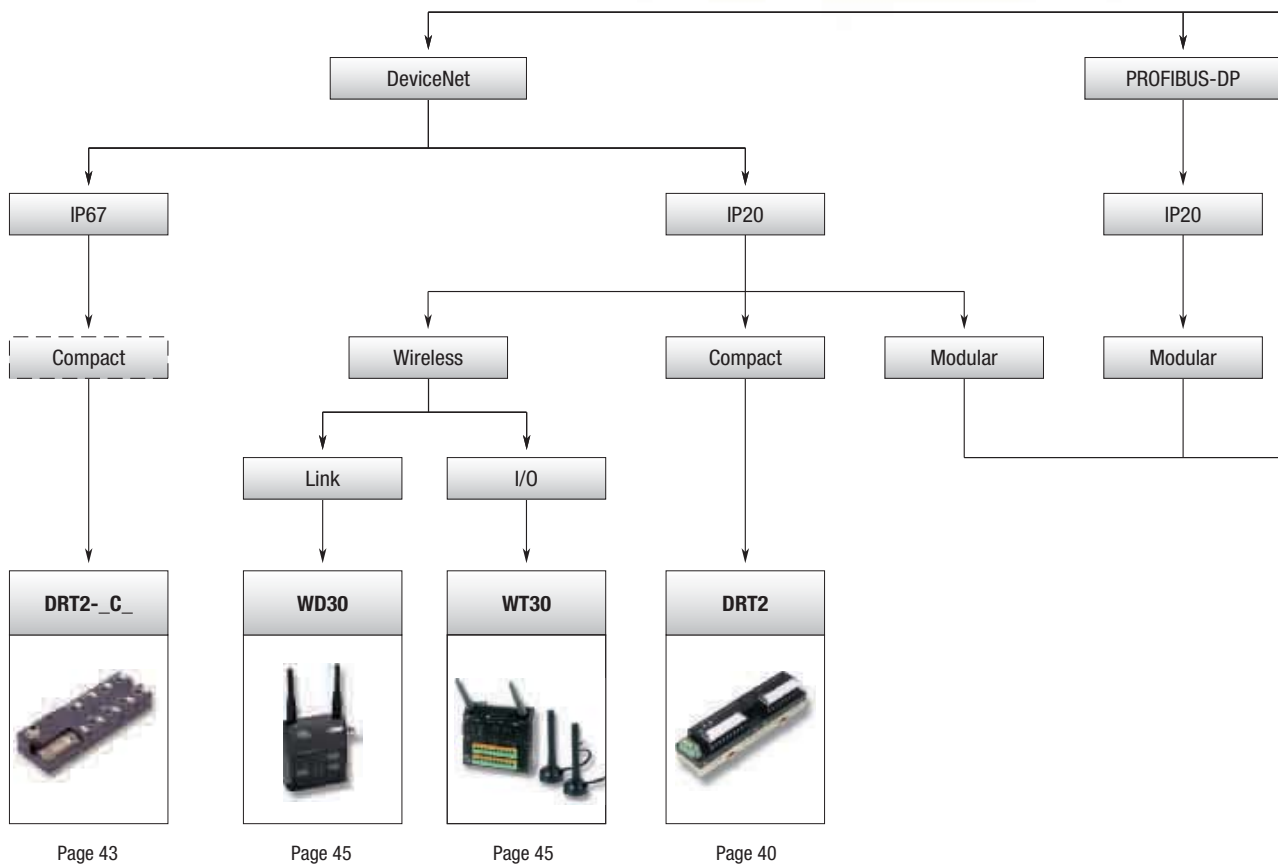 DeviceNet
PROFIBUS-DP
IP67
IP20
IP20
Compact
Wireless
Compact
Modular
Modular
Link
I/O
DRT2-_C_
WD30
WT30
DRT2
Page 43
Page 45
Page 45
Page 40